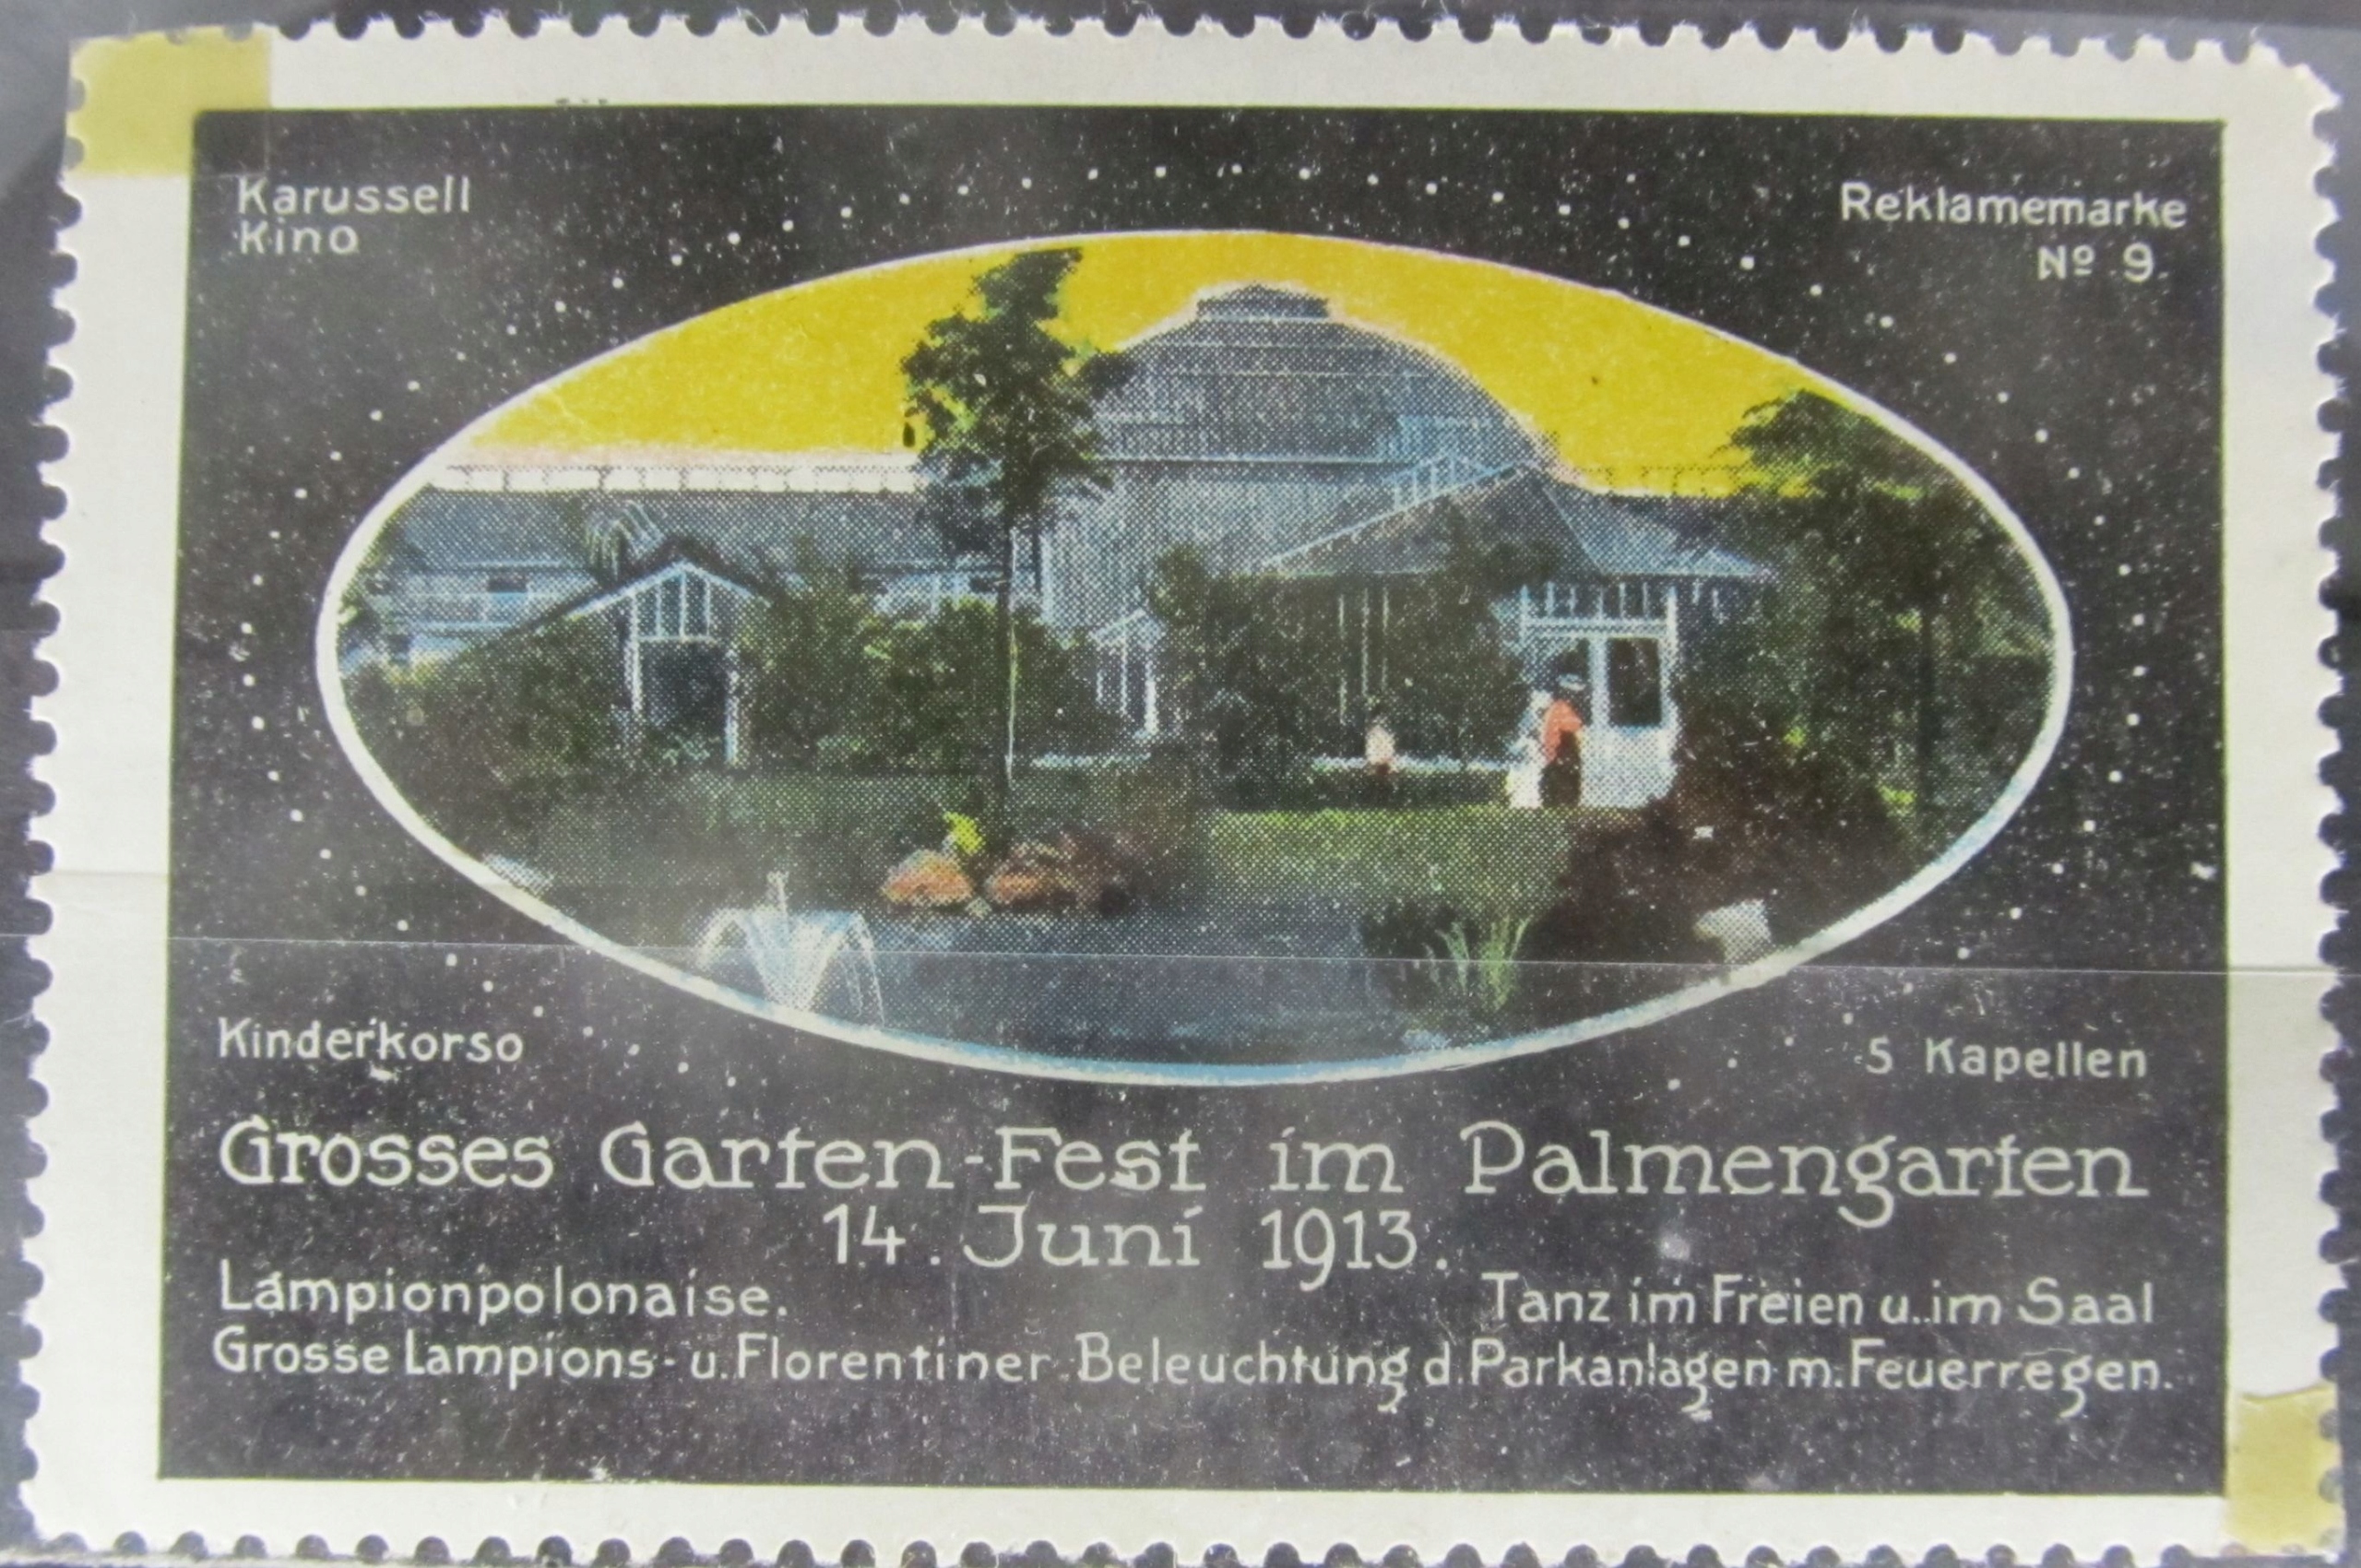 Karussell
Kino
Reklamemarke
Nº 9.
Kinderkorso
5 Kapellen
Grosses Garten-Fest im Palmengarten
14. Juni 1913.
Lampionpolonaise.
Tanz im Freien u. im Saal
Grosse Lampions- u. Florentiner Beleuchtung d. Parkanlagen m. Feuerregen.